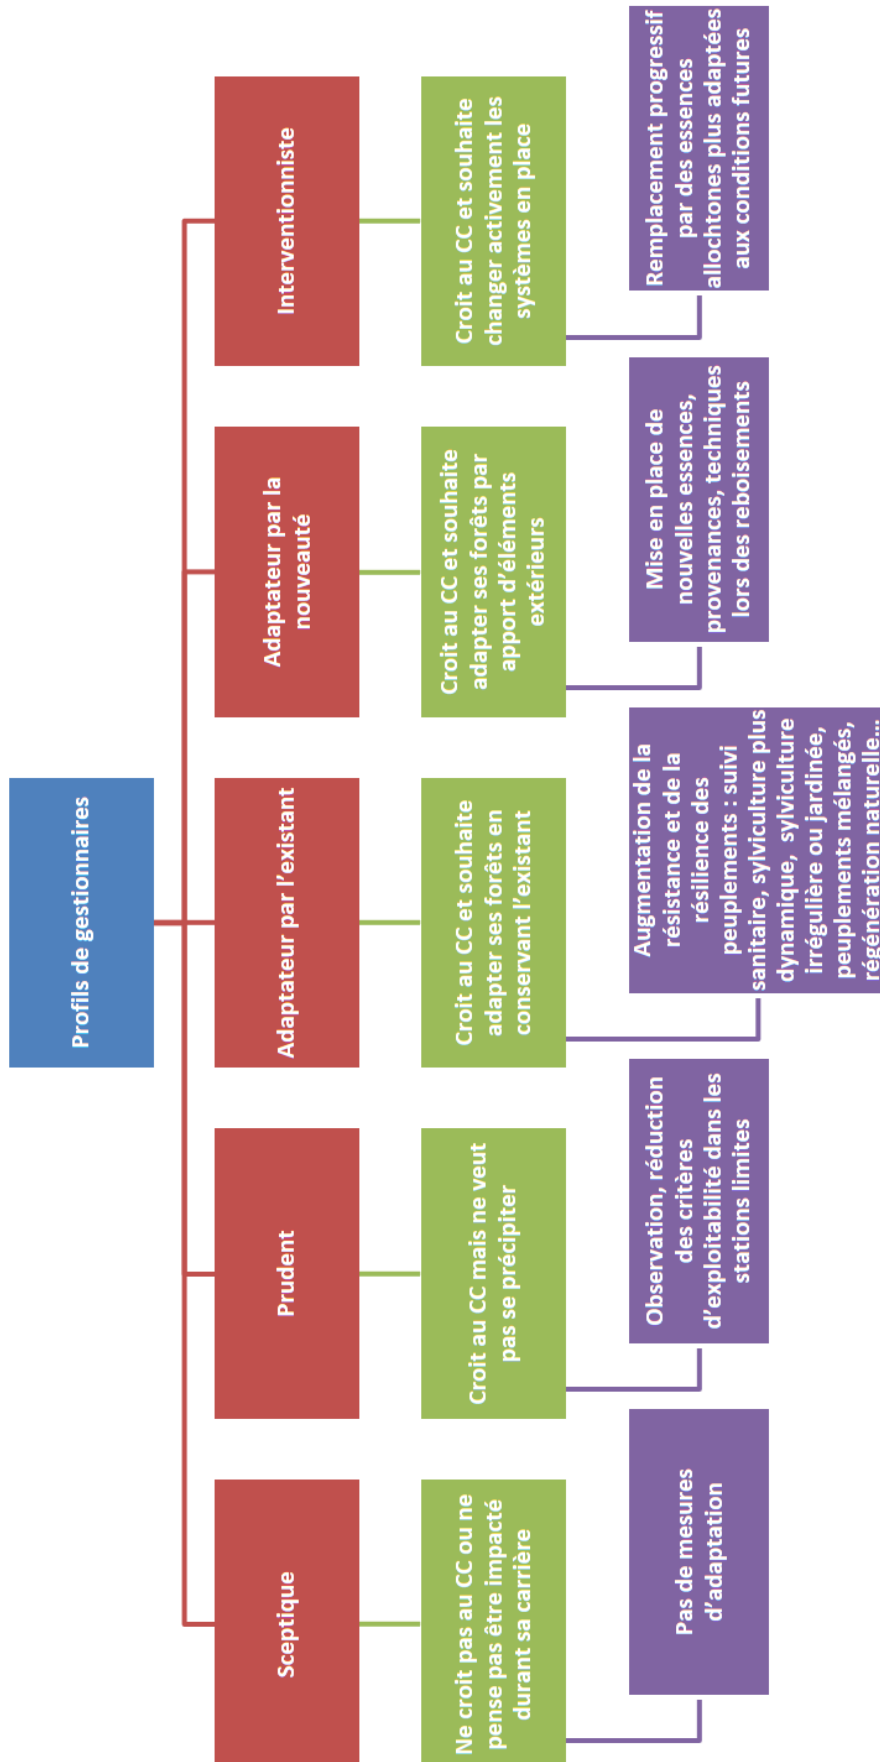 Profils de gestionnaires
Sceptique
Prudent
Adaptateur par l'existant
Adaptateur par la
nouveauté
Interventionniste
Ne croit pas au CC ou ne
pense pas être impacté
durant sa carrière
Croit au CC mais ne veut
pas se précipiter
Croit au CC et souhaite
adapter ses forêts en
conservant l'existant
Croit au CC et souhaite
adapter ses forêts par
apport d'éléments
extérieurs
Croit au CC et souhaite
changer activement les
systèmes en place
Pas de mesures
d'adaptation
Observation, réduction
des critères
d'exploitabilité dans les
stations limites
Augmentation de la
résistance et de la
résilience des
peuplements : suivi
sanitaire, sylviculture plus
dynamique, sylviculture
irrégulière ou jardinée,
peuplements mélangés,
régénération naturelle...
Mise en place de
nouvelles essences,
provenances, techniques
lors des reboisements
Remplacement progressif
par des essences
allochtones plus adaptées
aux conditions futures